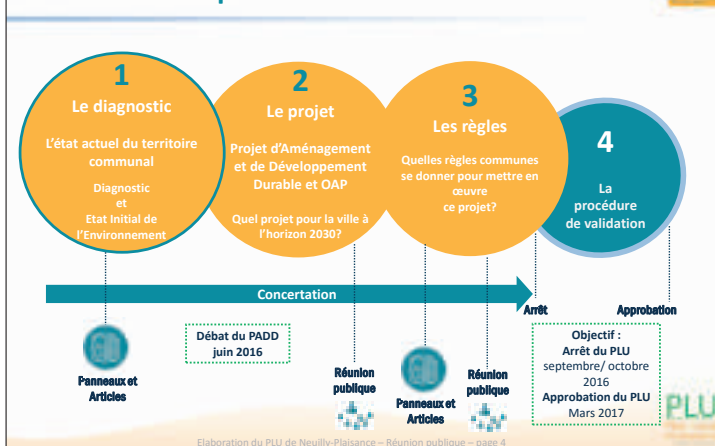 1
Le diagnostic
L'état actuel du territoire
communal
Diagnostic
et
Etat Initial de
l'Environnement
2
Le projet
Projet d'Aménagement
et de Développement
Durable et OAP
Quel projet pour la ville à
l'horizon 2030?
3
Les règles
Quelles règles communes
se donner pour mettre en
œuvre
ce projet?
4
La
procédure
de validation
Concertation
Arrêt
Approbation
Panneaux et
Articles
Débat du PADD
juin 2016
Réunion
publique
Panneaux et
Articles
Réunion
publique
Objectif :
Arrêt du PLU
septembre/ octobre
2016
Approbation du PLU
Mars 2017
PLU
Elaboration du PLU de Neuilly-Plaisance – Réunion publique – page 4